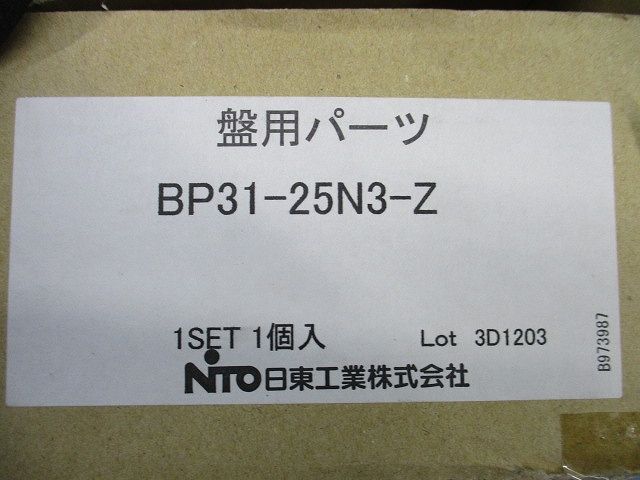 盤用パーツ
BP31-25N3-Z
1SET 1個入 Lot 3D1203
NITO日東工業株式会社
B973987